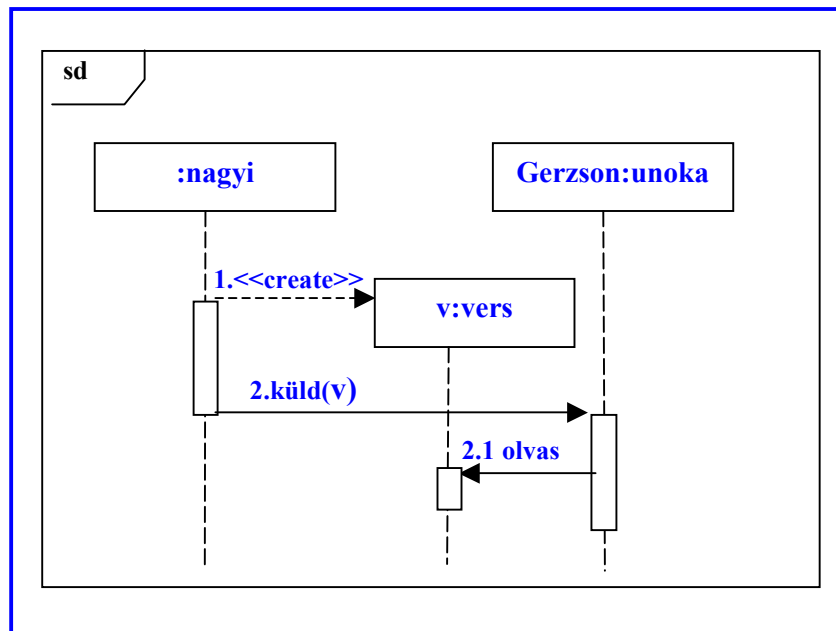 sd
:nagyi
Gerzson:unoka
1.<<create>>
v:vers
2.küld(v)
2.1 olvas